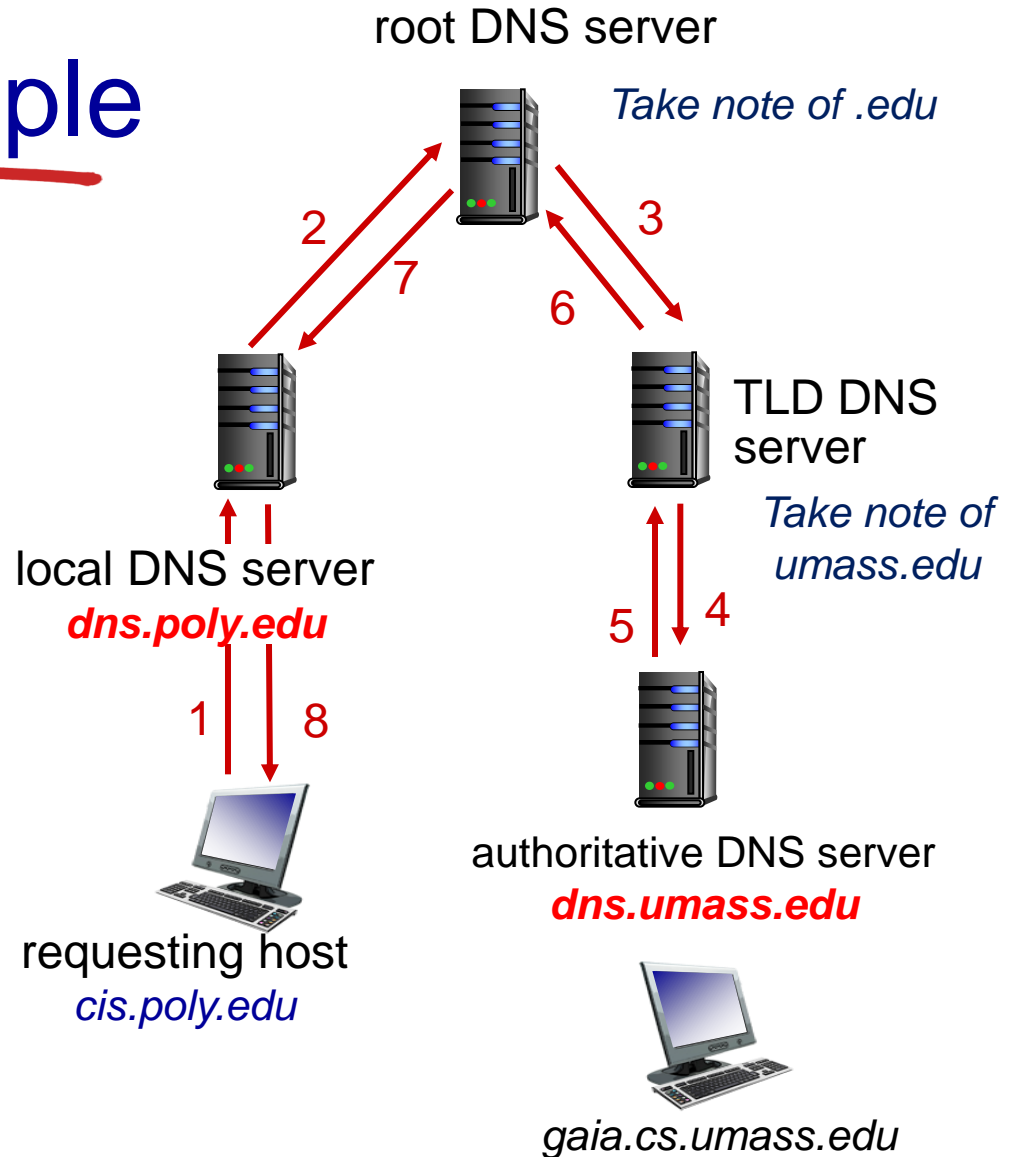 root DNS server
ple
Take note of .edu
2
3
7
6
TLD DNS
server
Take note of
umass.edu
local DNS server
dns.poly.edu
5
4
1
8
authoritative DNS server
dns.umass.edu
requesting host
cis.poly.edu
gaia.cs.umass.edu